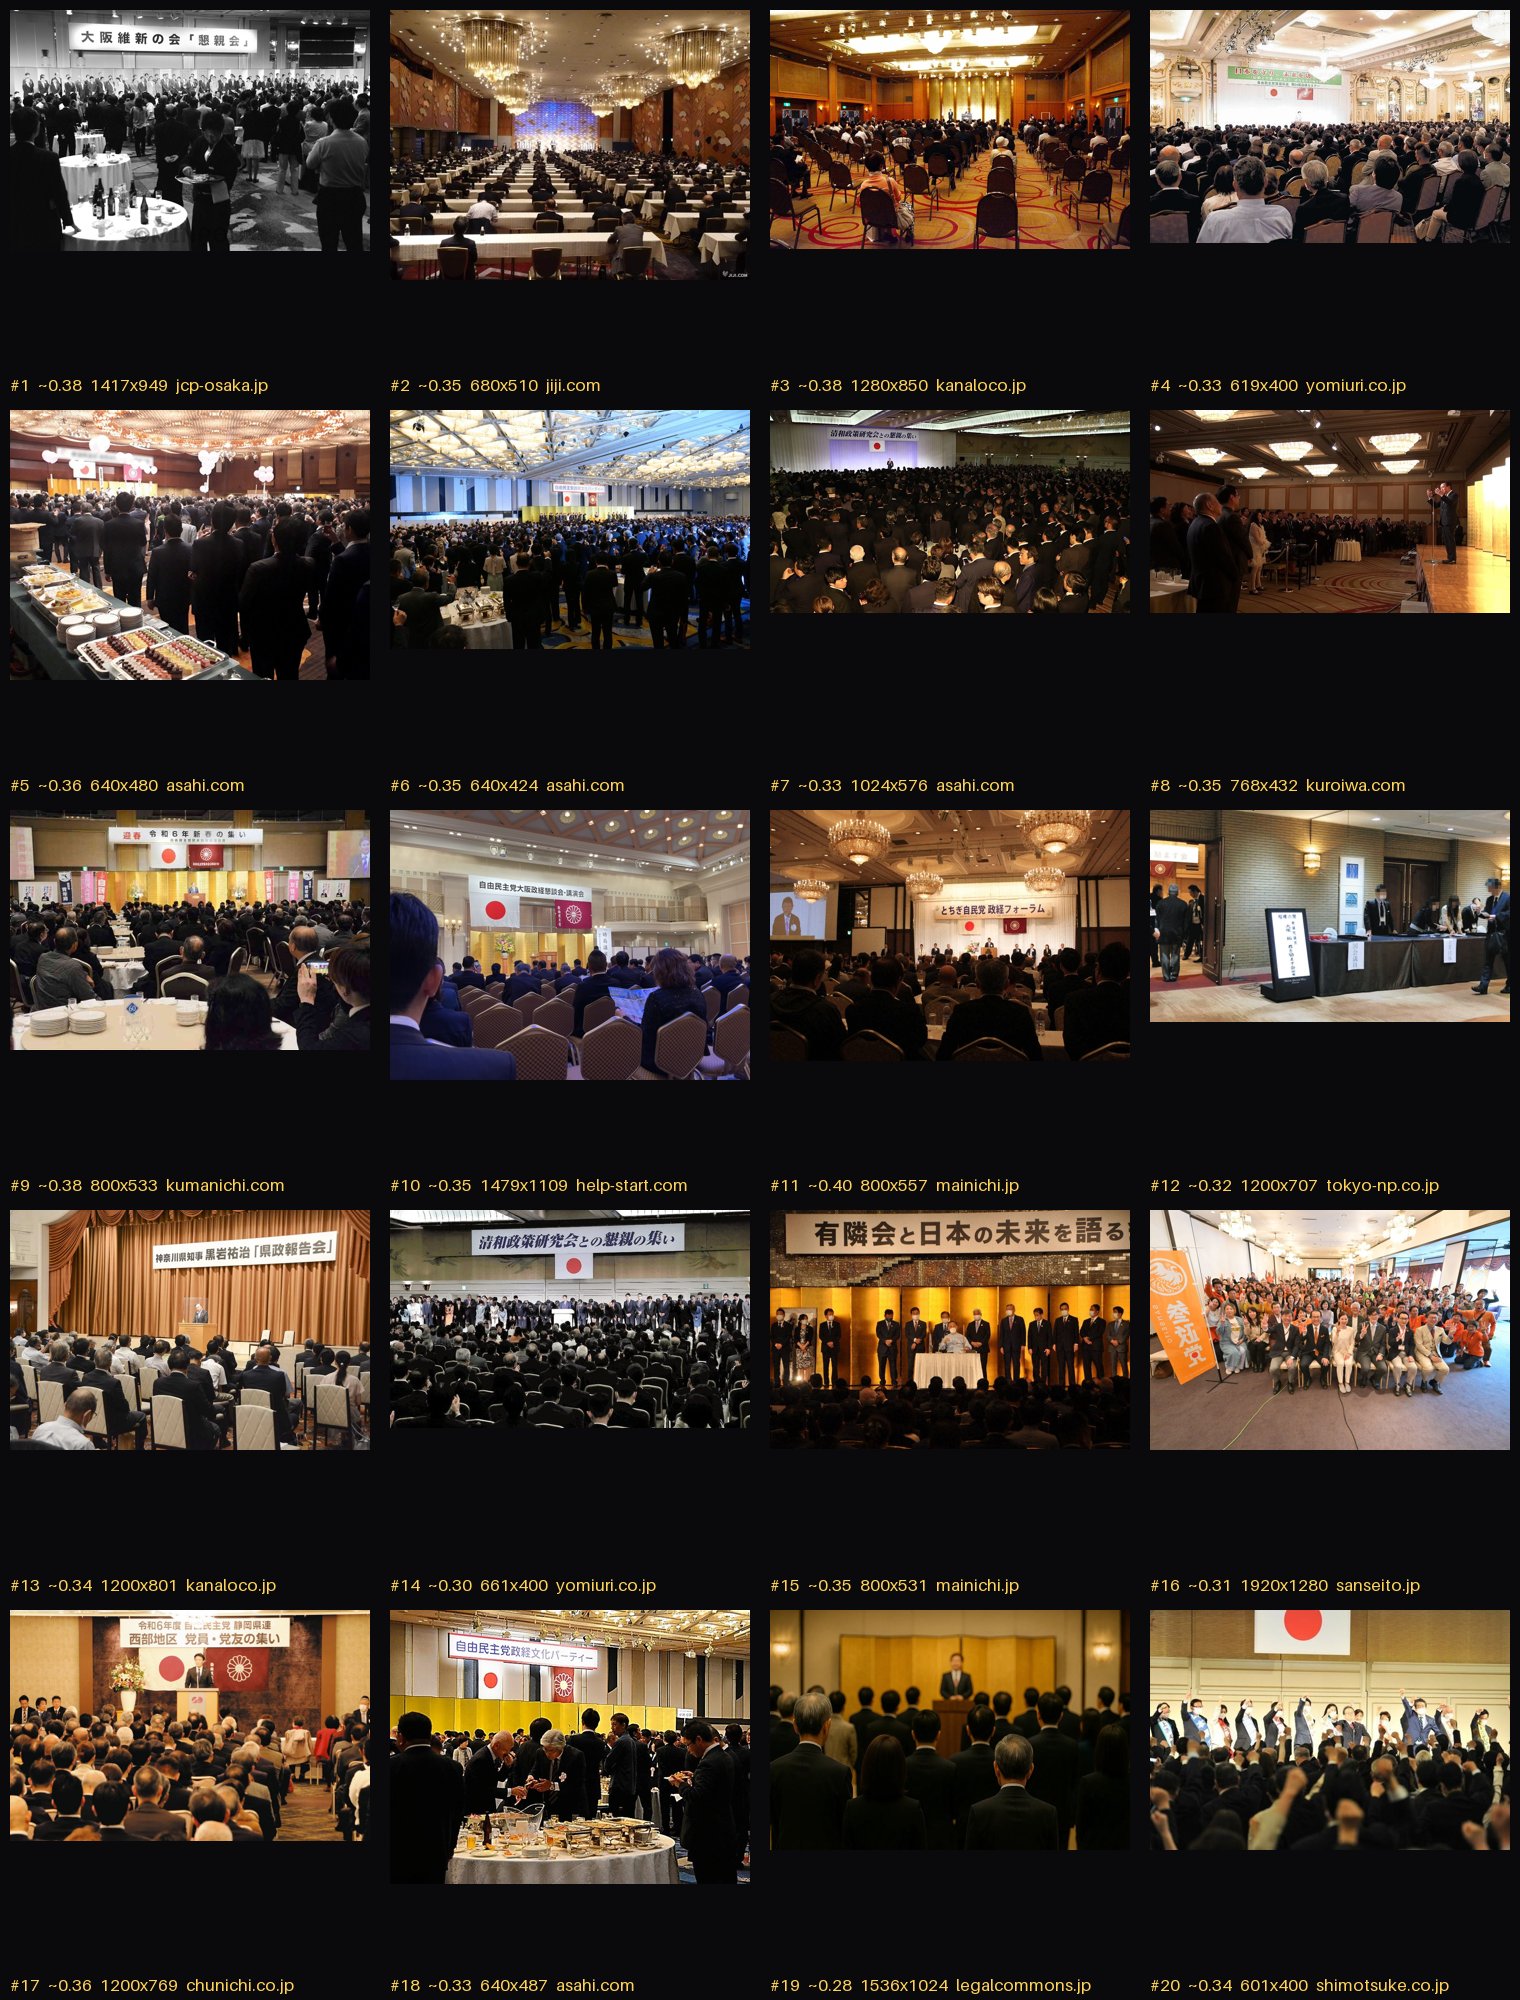 大阪維新の会「懇親会」
JIJI.COM
#1 ~0.38 1417x949 jcp-osaka.jp
#2 ~0.35 680x510 jiji.com
#3 ~0.38 1280x850 kanaloco.jp
#4 ~0.33 619x400 yomiuri.co.jp
清和政策研究会との懇親の集い
#5 ~0.36 640x480 asahi.com
#6 ~0.35 640x424 asahi.com
#7 ~0.33 1024x576 asahi.com
#8 ~0.35 768x432 kuroiwa.com
迎春 令和6年新春の集い
自由民主党大阪政経懇談会・講演会
とちぎ自民党 政経フォーラム
#9 ~0.38 800x533 kumanichi.com
#10 ~0.35 1479x1109 help-start.com
#11 ~0.40 800x557 mainichi.jp
#12 ~0.32 1200x707 tokyo-np.co.jp
神奈川県知事 黒岩祐治「県政報告会」
清和政策研究会との懇親の集い
有隣会と日本の未来を語る
参政党
#13 ~0.34 1200x801 kanaloco.jp
#14 ~0.30 661x400 yomiuri.co.jp
#15 ~0.35 800x531 mainichi.jp
#16 ~0.31 1920x1280 sanseito.jp
令和6年度 自由民主党 静岡県連
西部地区 党員・党友の集い
自由民主党政経文化パーティー
#17 ~0.36 1200x769 chunichi.co.jp
#18 ~0.33 640x487 asahi.com
#19 ~0.28 1536x1024 legalcommons.jp
#20 ~0.34 601x400 shimotsuke.co.jp